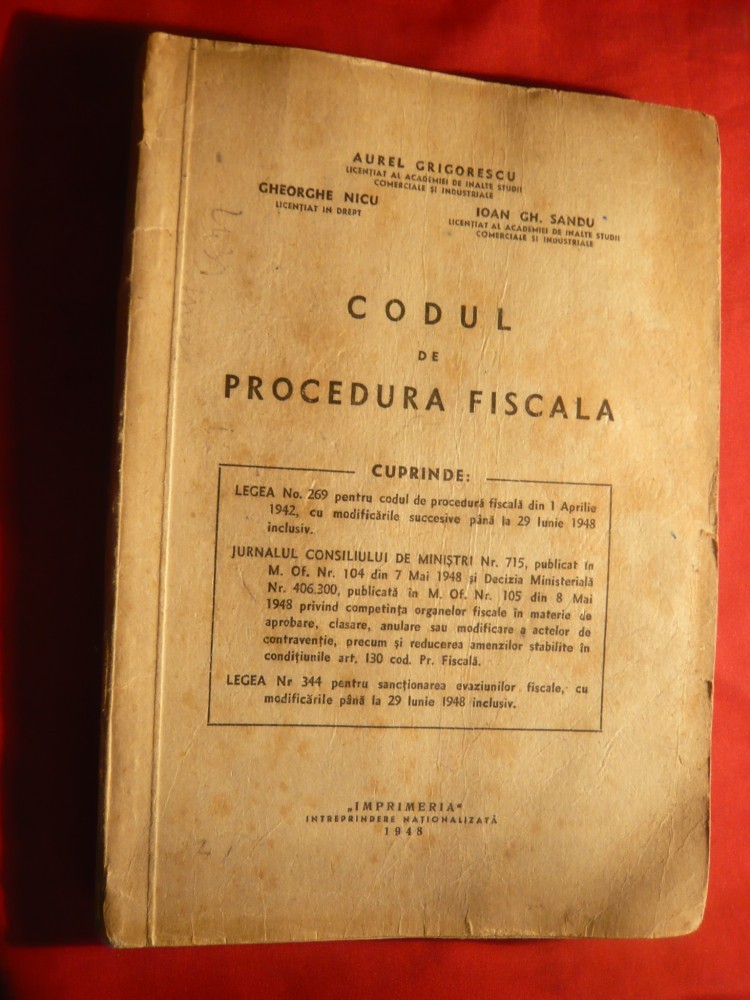 AUREL GRIGORESCU
LICENȚIAT AL ACADEMIEI DE INALTE STUDII
COMERCIALE ȘI INDUSTRIALE
GHEORGHE NICU
LICENȚIAT IN DREPT
IOAN GH. SANDU
LICENȚIAT AL ACADEMIEI DE INALTE STUDII
COMERCIALE ȘI INDUSTRIALE
CODUL
DE
PROCEDURA FISCALA
CUPRINDE:
LEGEA No. 269 pentru codul de procedură fiscală din 1 Aprilie
1942, cu modificările succesive până la 29 Iunie 1948
inclusiv.
JURNALUL CONSILIULUI DE MINIȘTRI Nr. 715, publicat in
M. Of. Nr. 104 din 7 Mai 1948 și Decizia Ministerială
Nr. 406.300, publicată în M. Of. Nr. 105 din 8 Mai
1948 privind competința organelor fiscale în materie de
aprobare, clasare, anulare sau modificare a actelor de
contravenție, precum și reducerea amenzilor stabilite în
condițiunile art. 130 cod. Pr. Fiscală.
LEGEA Nr 344 pentru sancționarea evaziunilor fiscale, cu
modificările până la 29 Iunie 1948 inclusiv.
„IMPRIMERIA"
INTREPRINDERE NAȚIONALIZATĂ
1948